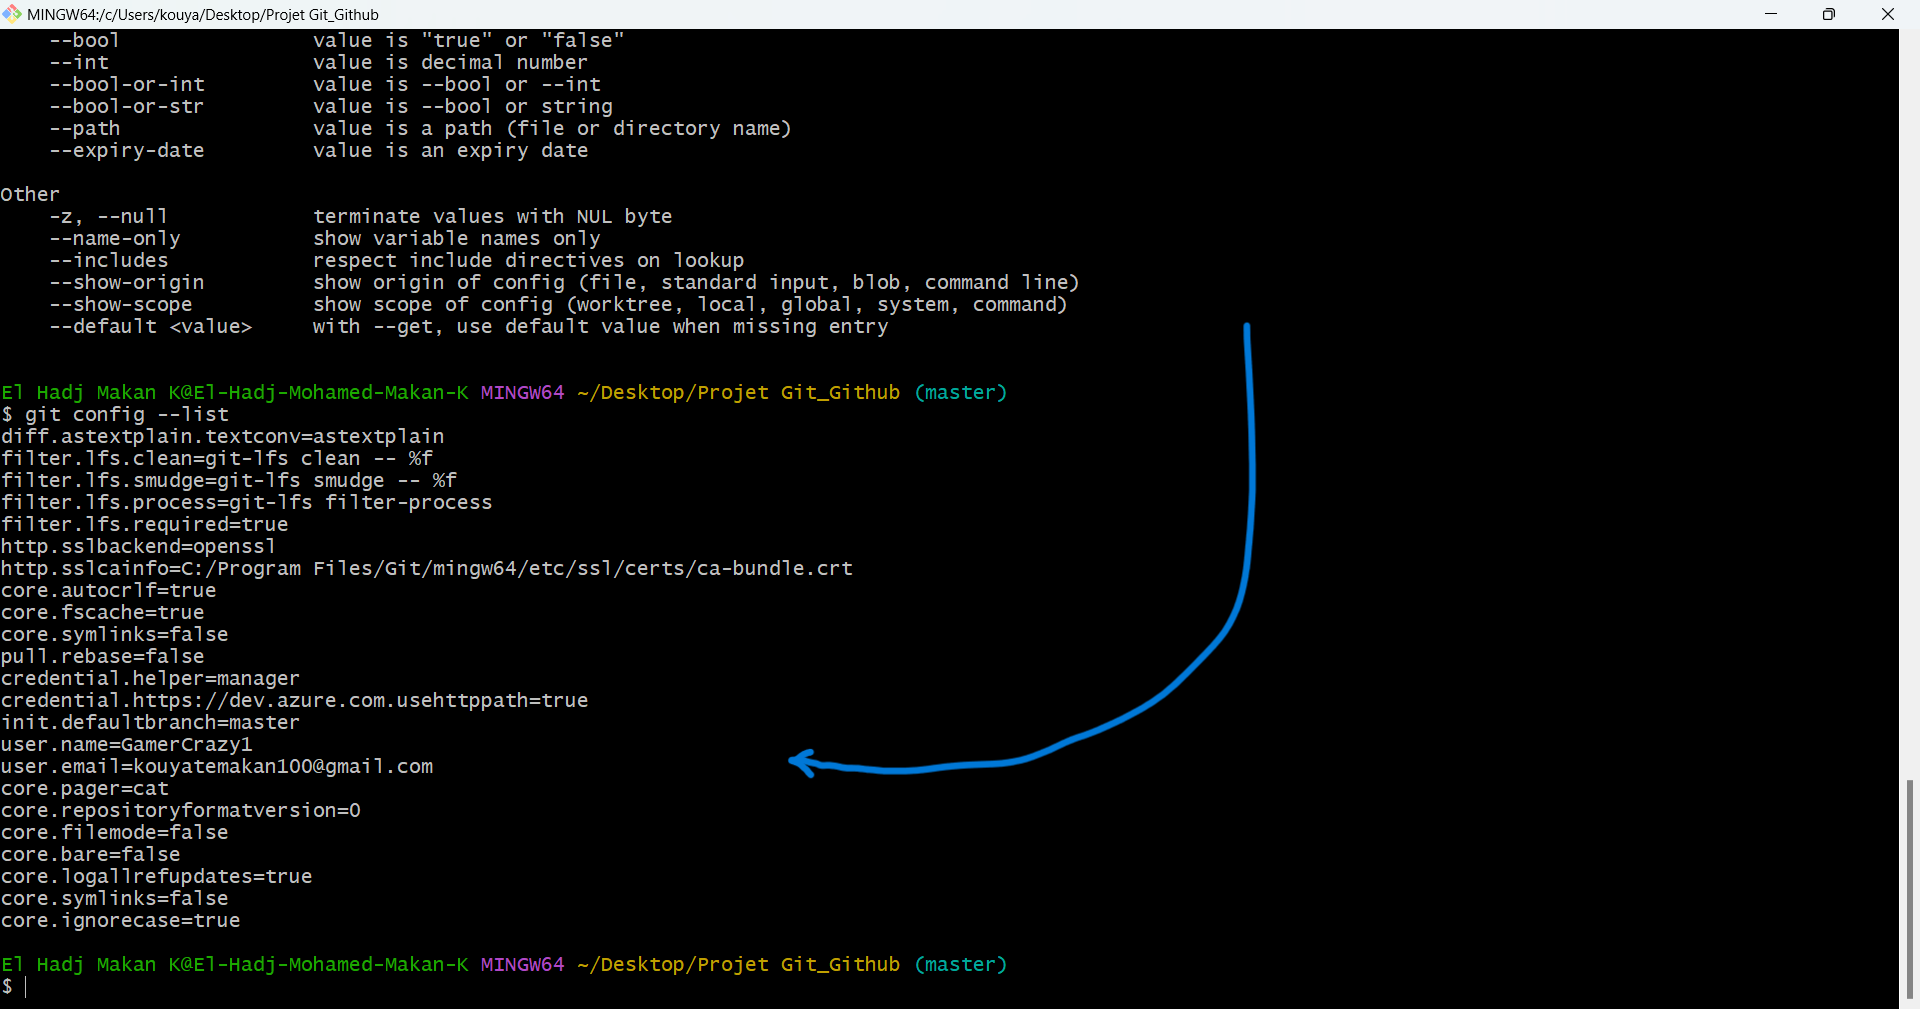 MINGW64:/c/Users/kouya/Desktop/Projet Git_Github
--bool value is "true" or "false"
--int value is decimal number
--bool-or-int value is --bool or --int
--bool-or-str value is --bool or string
--path value is a path (file or directory name)
--expiry-date value is an expiry date
Other
-z, --null terminate values with NUL byte
--name-only show variable names only
--includes respect include directives on lookup
--show-origin show origin of config (file, standard input, blob, command line)
--show-scope show scope of config (worktree, local, global, system, command)
--default <value> with --get, use default value when missing entry
El Hadj Makan K@El-Hadj-Mohamed-Makan-K MINGW64 ~/Desktop/Projet Git_Github (master)
$ git config --list
diff.astextplain.textconv=astextplain
filter.lfs.clean=git-lfs clean -- %f
filter.lfs.smudge=git-lfs smudge -- %f
filter.lfs.process=git-lfs filter-process
filter.lfs.required=true
http.sslbackend=openssl
http.sslcainfo=C:/Program Files/Git/mingw64/etc/ssl/certs/ca-bundle.crt
core.autocrlf=true
core.fscache=true
core.symlinks=false
pull.rebase=false
credential.helper=manager
credential.https://dev.azure.com.usehttppath=true
init.defaultbranch=master
user.name=GamerCrazy1
user.email=kouyatemakan100@gmail.com
core.pager=cat
core.repositoryformatversion=0
core.filemode=false
core.bare=false
core.logallrefupdates=true
core.symlinks=false
core.ignorecase=true
El Hadj Makan K@El-Hadj-Mohamed-Makan-K MINGW64 ~/Desktop/Projet Git_Github (master)
$